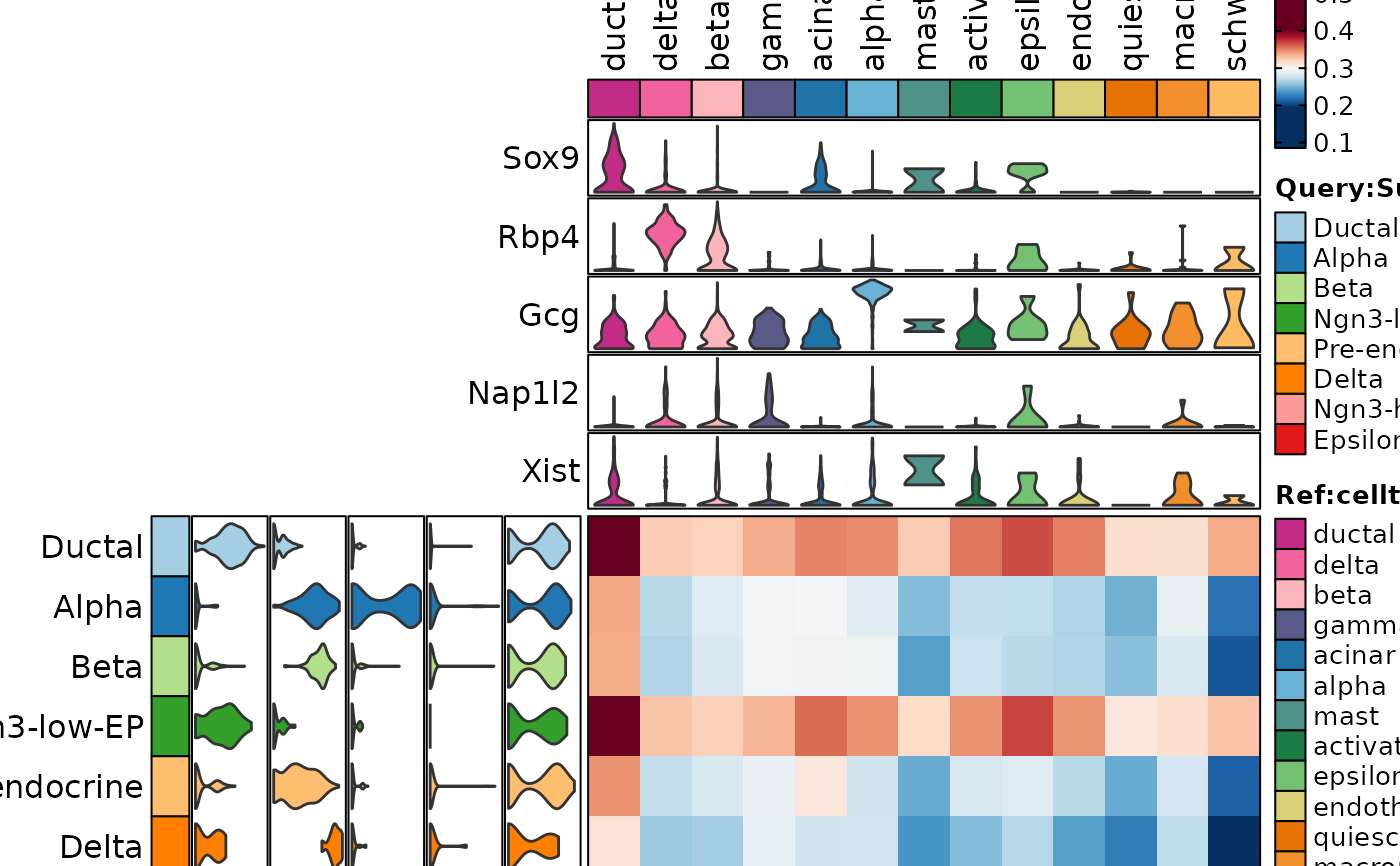 duct
delta
beta
gam
acina
alpha
mast
activ
epsil
endo
quies
macr
schw
0.4
0.3
0.2
0.1
Sox9
Rbp4
Gcg
Nap1l2
Xist
Query:Su
Ductal
Alpha
Beta
Ngn3-l
Pre-en
Delta
Ngn3-h
Epsilon
Ref:cellt
ductal
delta
beta
gamm
acinar
alpha
mast
activat
epsilon
endoth
quiesc
macro
Ductal
Alpha
Beta
n3-low-EP
endocrine
Delta